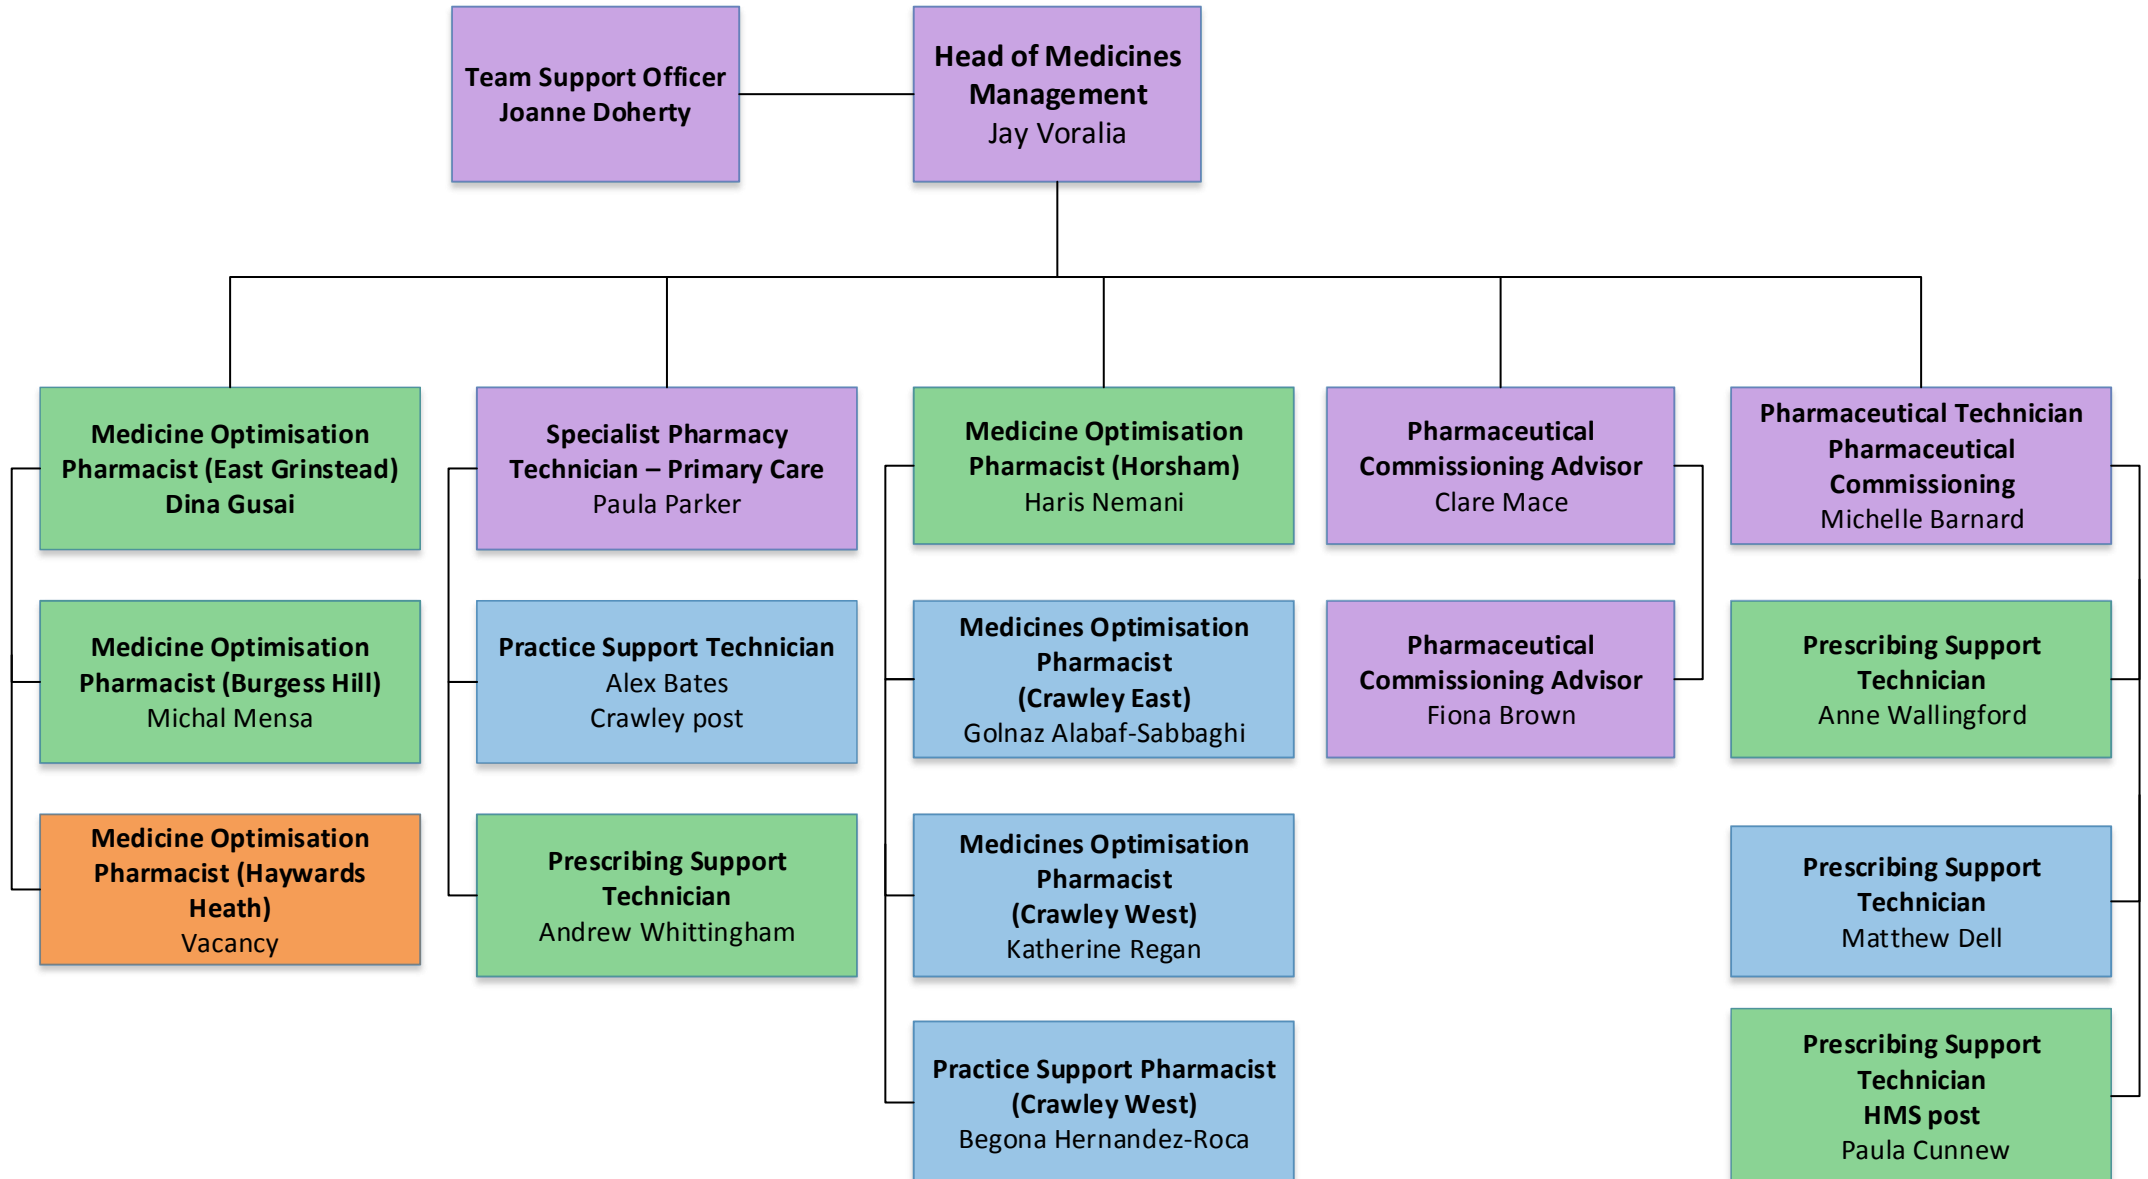 Team Support Officer
Joanne Doherty
Head of Medicines
Management
Jay Voralia
Medicine Optimisation
Pharmacist (East Grinstead)
Dina Gusai
Specialist Pharmacy
Technician – Primary Care
Paula Parker
Medicine Optimisation
Pharmacist (Horsham)
Haris Nemani
Pharmaceutical
Commissioning Advisor
Clare Mace
Pharmaceutical Technician
Pharmaceutical
Commissioning
Michelle Barnard
Medicine Optimisation
Pharmacist (Burgess Hill)
Michal Mensa
Practice Support Technician
Alex Bates
Crawley post
Medicines Optimisation
Pharmacist
(Crawley East)
Golnaz Alabaf-Sabbaghi
Pharmaceutical
Commissioning Advisor
Fiona Brown
Prescribing Support
Technician
Anne Wallingford
Medicine Optimisation
Pharmacist (Haywards
Heath)
Vacancy
Prescribing Support
Technician
Andrew Whittingham
Medicines Optimisation
Pharmacist
(Crawley West)
Katherine Regan
Prescribing Support
Technician
Matthew Dell
Practice Support Pharmacist
(Crawley West)
Begona Hernandez-Roca
Prescribing Support
Technician
HMS post
Paula Cunnew